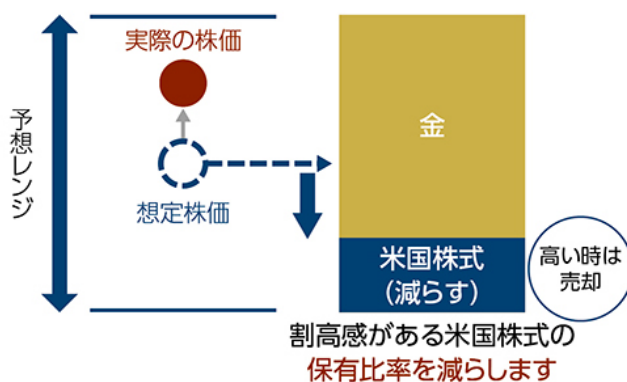 予想レンジ
実際の株価
想定株価
金
米国株式
(減らす)
高い時は
売却
割高感がある米国株式の
保有比率を減らします